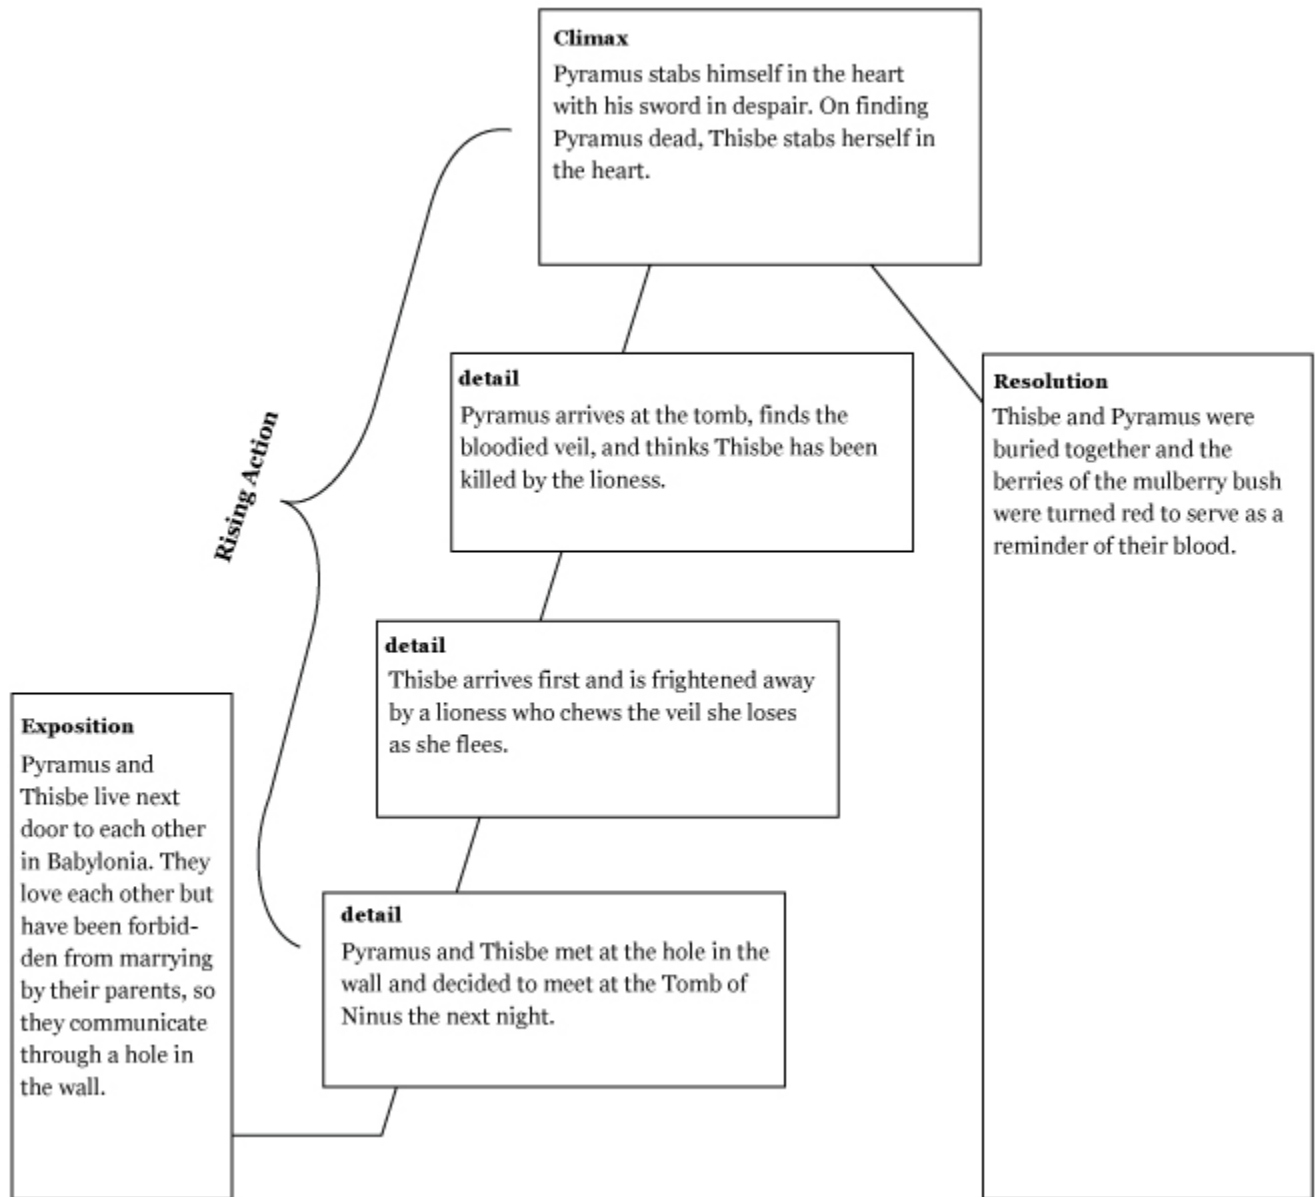 Climax
Pyramus stabs himself in the heart
with his sword in despair. On finding
Pyramus dead, Thisbe stabs herself in
the heart.
detail
Pyramus arrives at the tomb, finds the
bloodied veil, and thinks Thisbe has been
killed by the lioness.
Resolution
Thisbe and Pyramus were
buried together and the
berries of the mulberry bush
were turned red to serve as a
reminder of their blood.
Rising Action
detail
Thisbe arrives first and is frightened away
by a lioness who chews the veil she loses
as she flees.
Exposition
Pyramus and
Thisbe live next
door to each other
in Babylonia. They
love each other but
have been forbid-
den from marrying
by their parents, so
they communicate
through a hole in
the wall.
detail
Pyramus and Thisbe met at the hole in the
wall and decided to meet at the Tomb of
Ninus the next night.